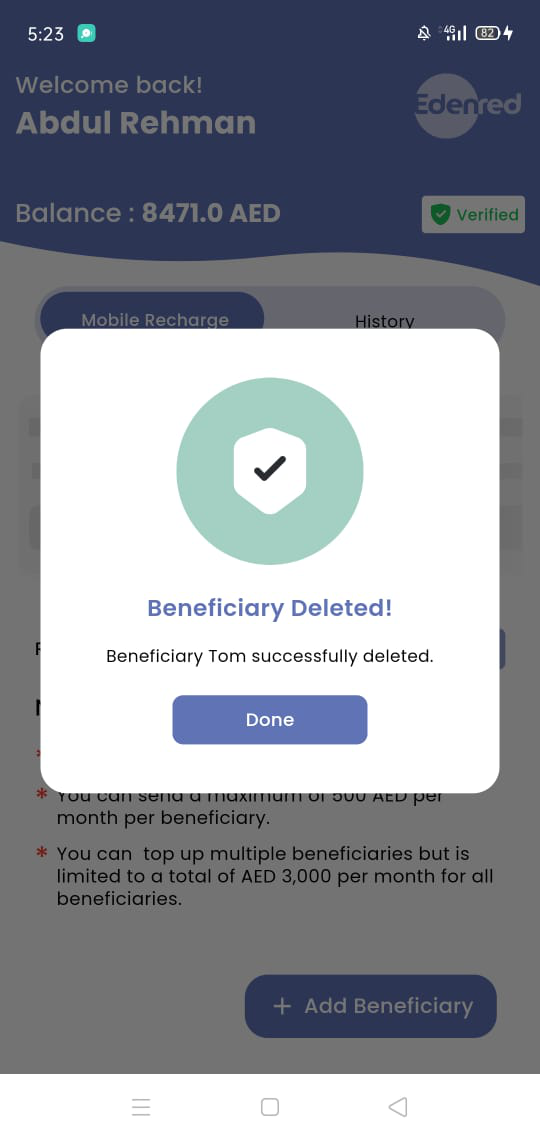 5:23
4G
82
Welcome back!
Abdul Rehman
Edenred
Balance : 8471.0 AED
Verified
Mobile Recharge
History
Beneficiary Deleted!
Beneficiary Tom successfully deleted.
Done
* You can send a maximum of 500 AED per
month per beneficiary.
* You can  top up multiple beneficiaries but is
limited to a total of AED 3,000 per month for all
beneficiaries.
+ Add Beneficiary